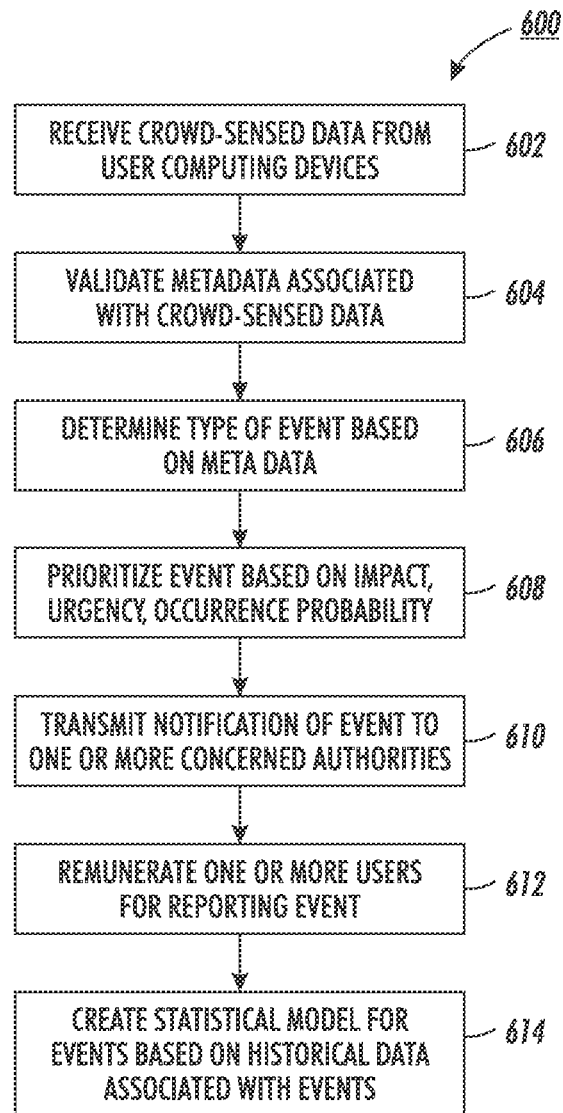 600
RECEIVE CROWD-SENSED DATA FROM
USER COMPUTING DEVICES
602
VALIDATE METADATA ASSOCIATED
WITH CROWD-SENSED DATA
604
DETERMINE TYPE OF EVENT BASED
ON META DATA
606
PRIORITIZE EVENT BASED ON IMPACT,
URGENCY, OCCURRENCE PROBABILITY
608
TRANSMIT NOTIFICATION OF EVENT TO
ONE OR MORE CONCERNED AUTHORITIES
610
REMUNERATE ONE OR MORE USERS
FOR REPORTING EVENT
612
CREATE STATISTICAL MODEL FOR
EVENTS BASED ON HISTORICAL DATA
ASSOCIATED WITH EVENTS
614